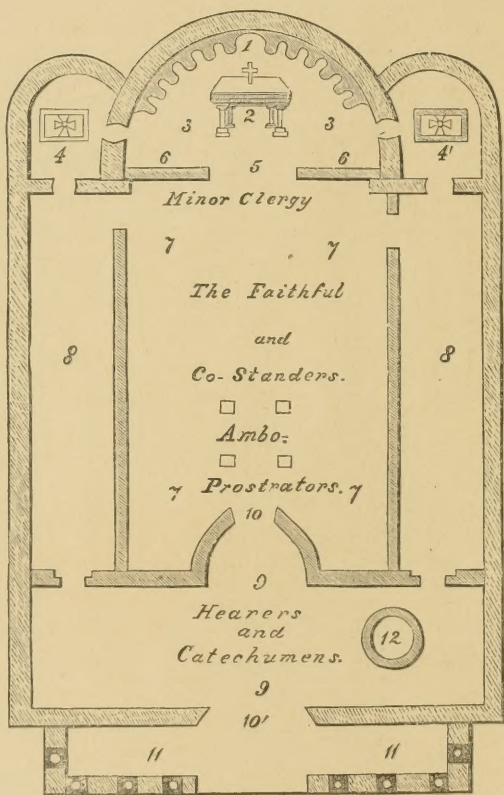 1
2
3 3
4 4'
6 5 6
Minor Clergy
7 7
The Faithful
and
8 8
Co-Standers.
Ambo.
7 Prostrators. 7
10
9
Hearers
and
12
Catechumens.
9
10'
11 11